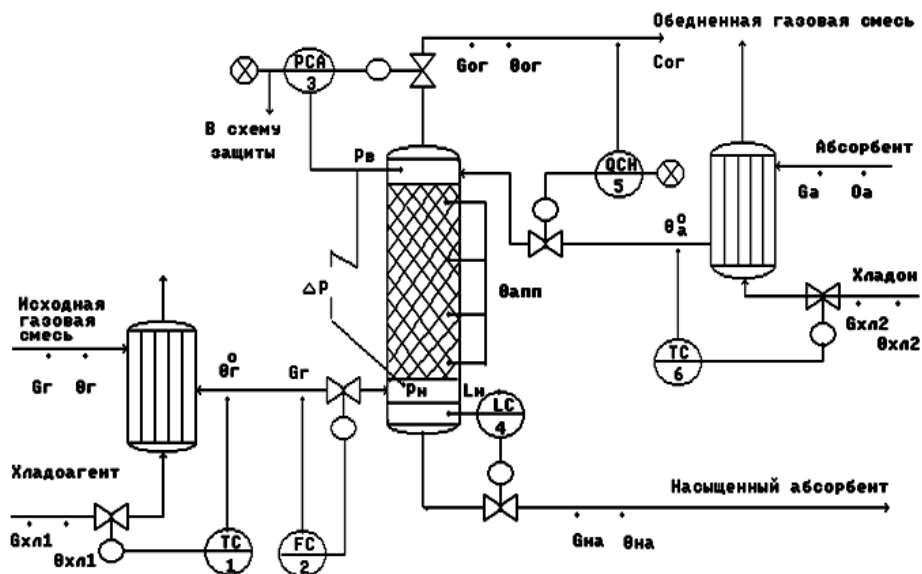 Обедненная газовая смесь
Gог
θог
Cог
PCA
3
В схему
защиты
Pв
QCH
5
Абсорбент
Gа
Oа
θ°а
ΔP
θапп
Хладон
Gхл2
θхл2
TC
6
Исходная
газовая
смесь
Gг
θг
θ°г
Gг
Pн
Lн
LC
4
Хладоагент
Gхл1
θхл1
TC
1
FC
2
Насыщенный абсорбент
Gна
θна